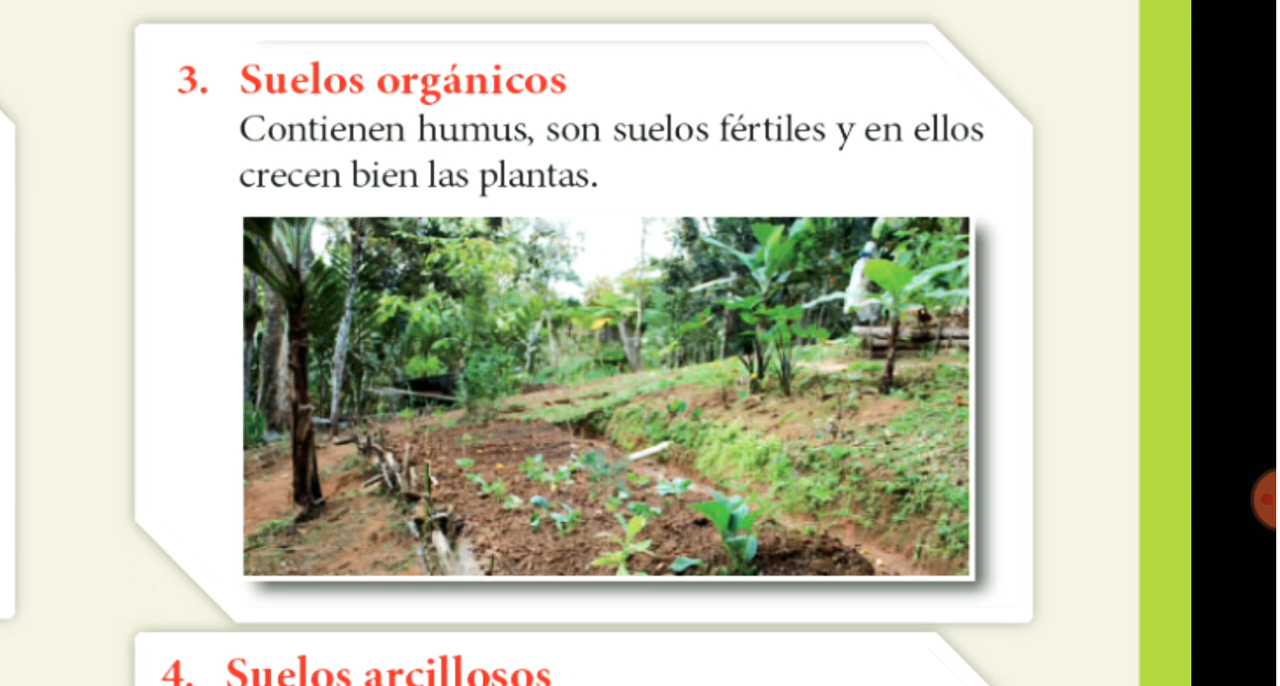 3. Suelos orgánicos
Contienen humus, son suelos fértiles y en ellos
crecen bien las plantas.
4. Suelos arcillosos